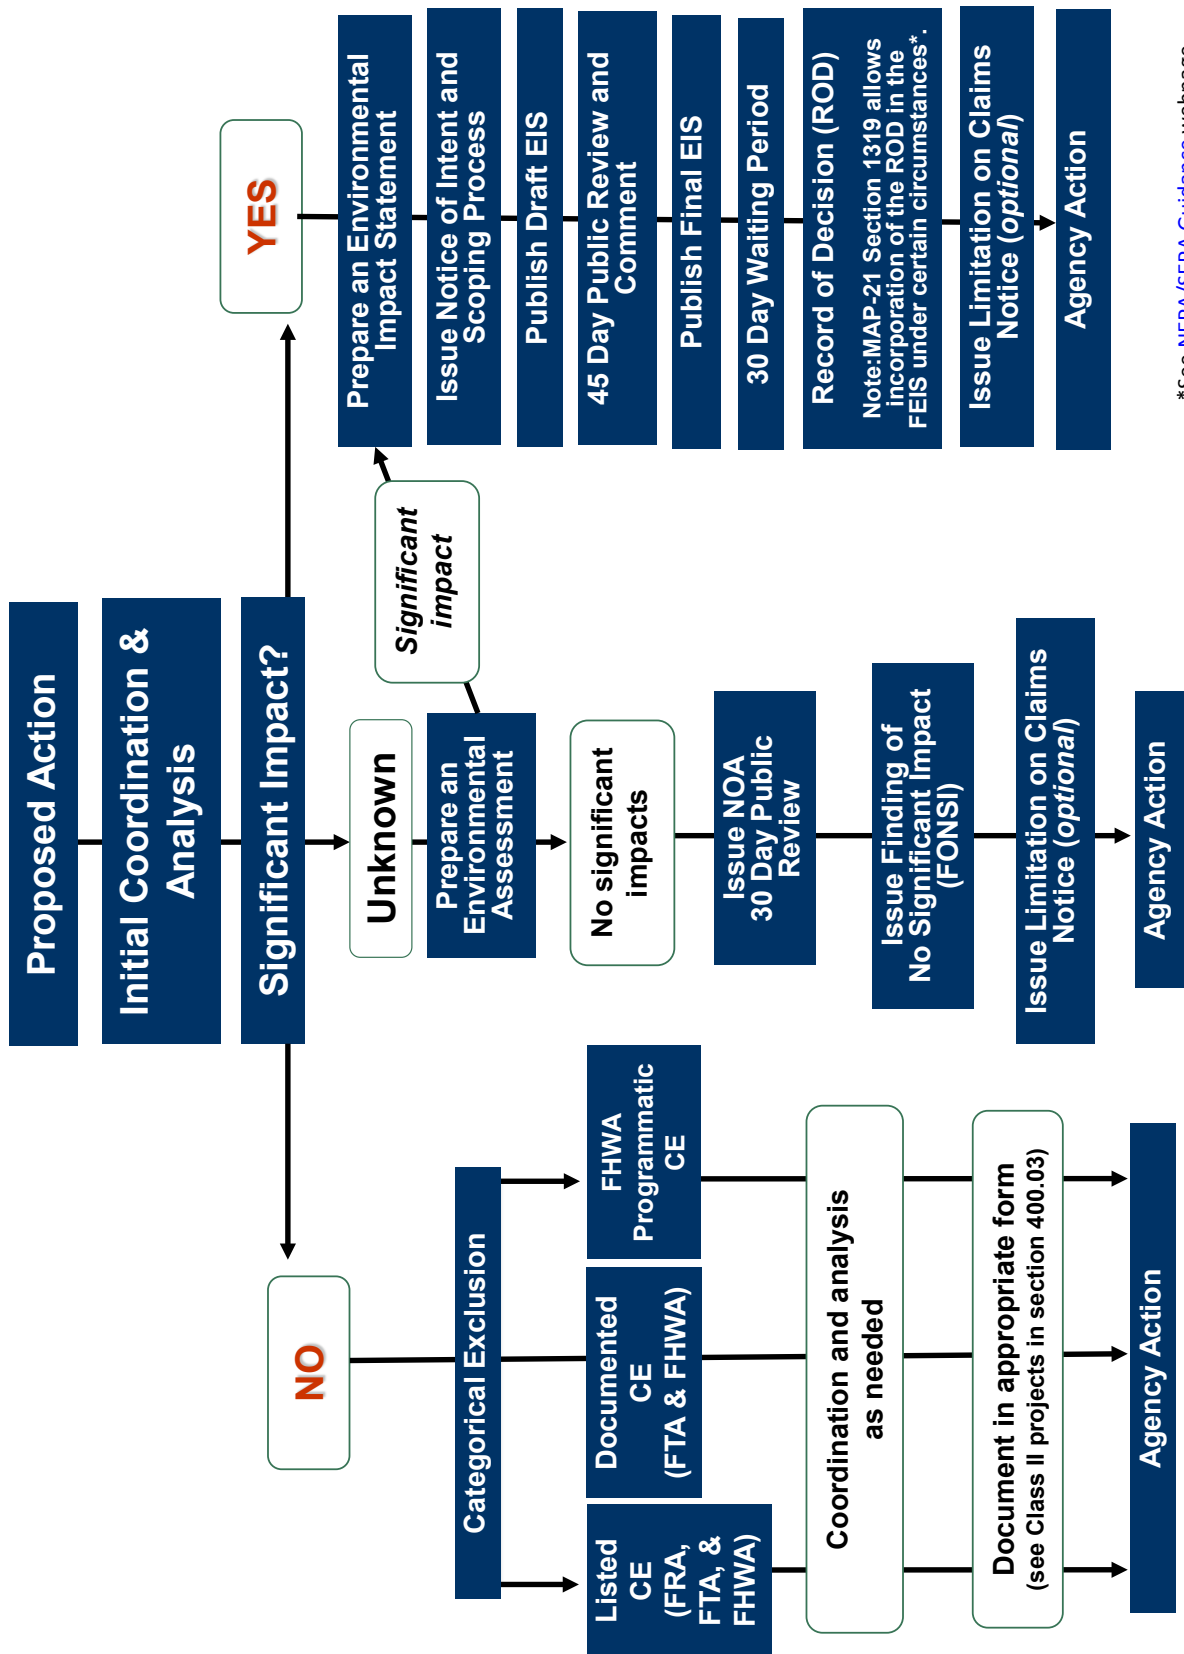 Proposed Action
Initial Coordination &
Analysis
Significant Impact?
NO
Categorical Exclusion
Listed
CE
(FRA,
FTA, &
FHWA)
Documented
CE
(FTA & FHWA)
FHWA
Programmatic
CE
Coordination and analysis
as needed
Document in appropriate form
(see Class II projects in section 400.03)
Agency Action
Unknown
Prepare an
Environmental
Assessment
Significant
impact
No significant
impacts
Issue NOA
30 Day Public
Review
Issue Finding of
No Significant Impact
(FONSI)
Issue Limitation on Claims
Notice (optional)
Agency Action
YES
Prepare an Environmental
Impact Statement
Issue Notice of Intent and
Scoping Process
Publish Draft EIS
45 Day Public Review and
Comment
Publish Final EIS
30 Day Waiting Period
Record of Decision (ROD)
Note:MAP-21 Section 1319 allows
incorporation of the ROD in the
FEIS under certain circumstances*.
Issue Limitation on Claims
Notice (optional)
Agency Action
*See NEPA/SEPA Guidance webpage